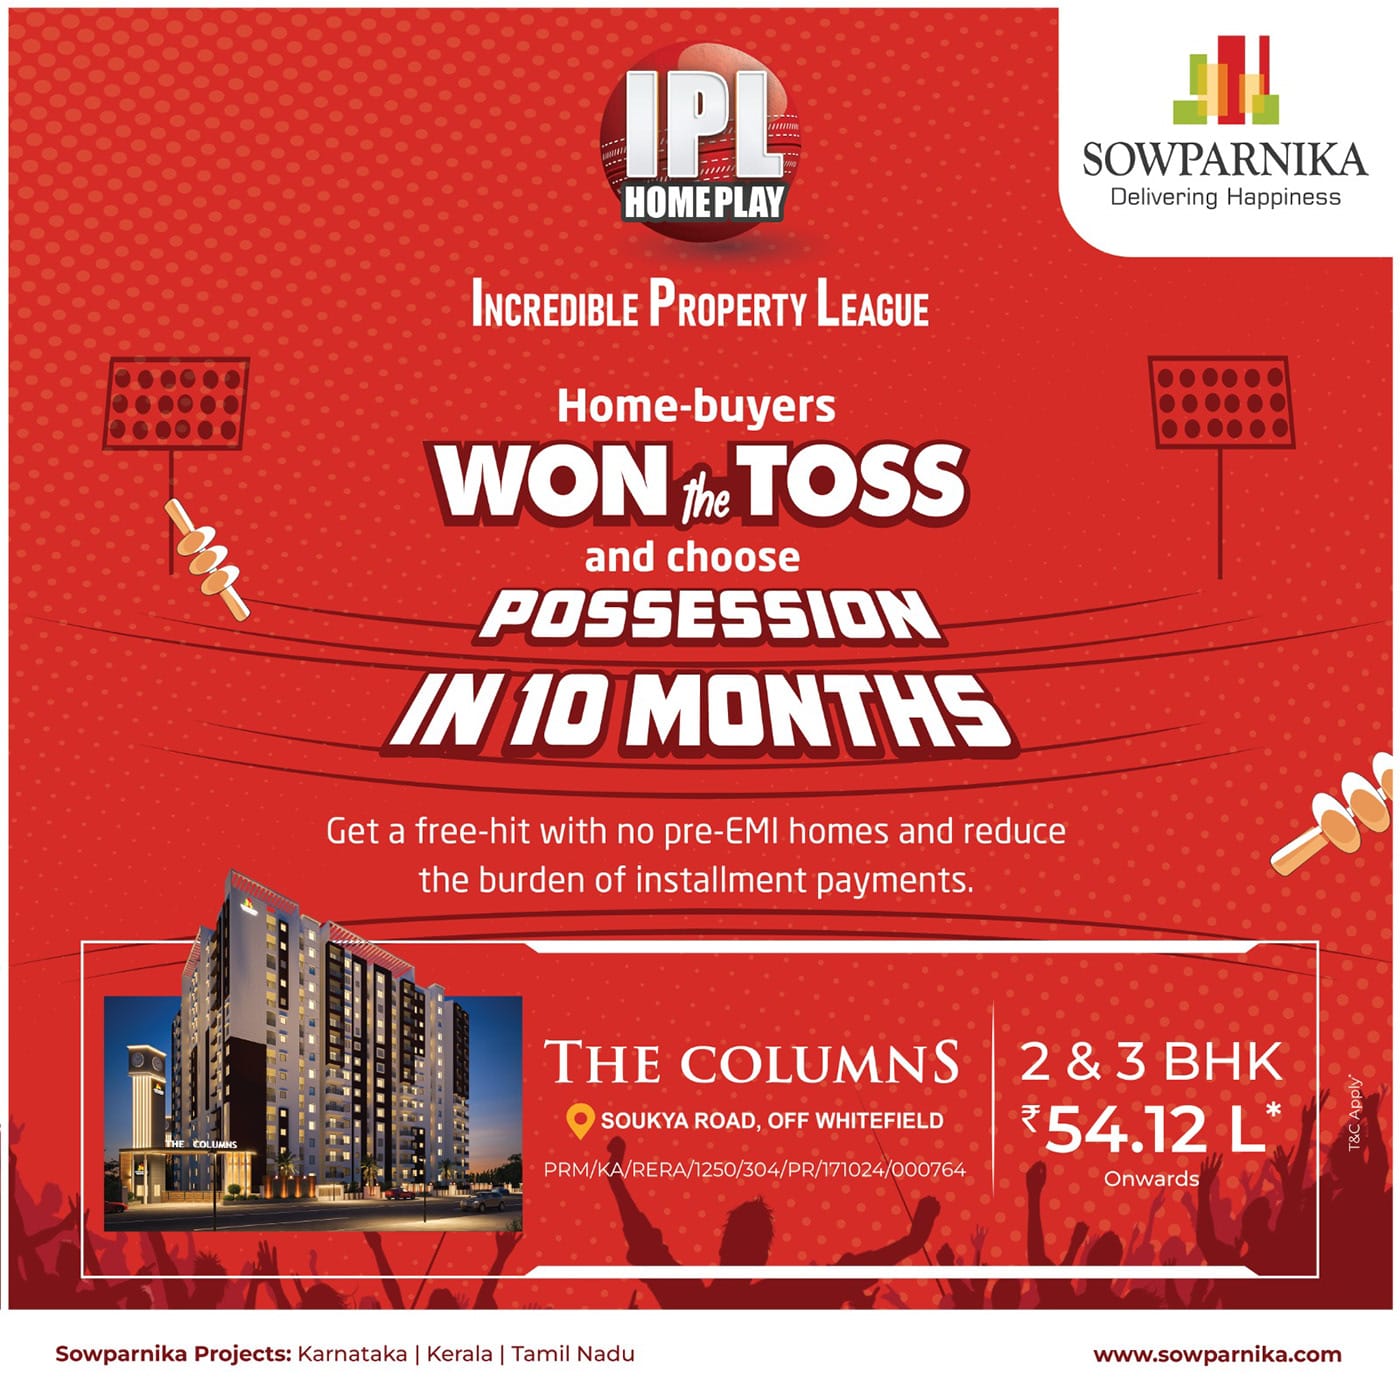 IPL
HOMEPLAY
SOWPARNIKA
Delivering Happiness
INCREDIBLE PROPERTY LEAGUE
Home-buyers
WON the TOSS
and choose
POSSESSION
IN 10 MONTHS
Get a free-hit with no pre-EMI homes and reduce
the burden of installment payments.
THE COLUMNS
THE COLUMNS
SOUKYA ROAD, OFF WHITEFIELD
PRM/KA/RERA/1250/304/PR/171024/000764
2 & 3 BHK
₹54.12 L*
Onwards
T&C Apply*
Sowparnika Projects: Karnataka | Kerala | Tamil Nadu
www.sowparnika.com